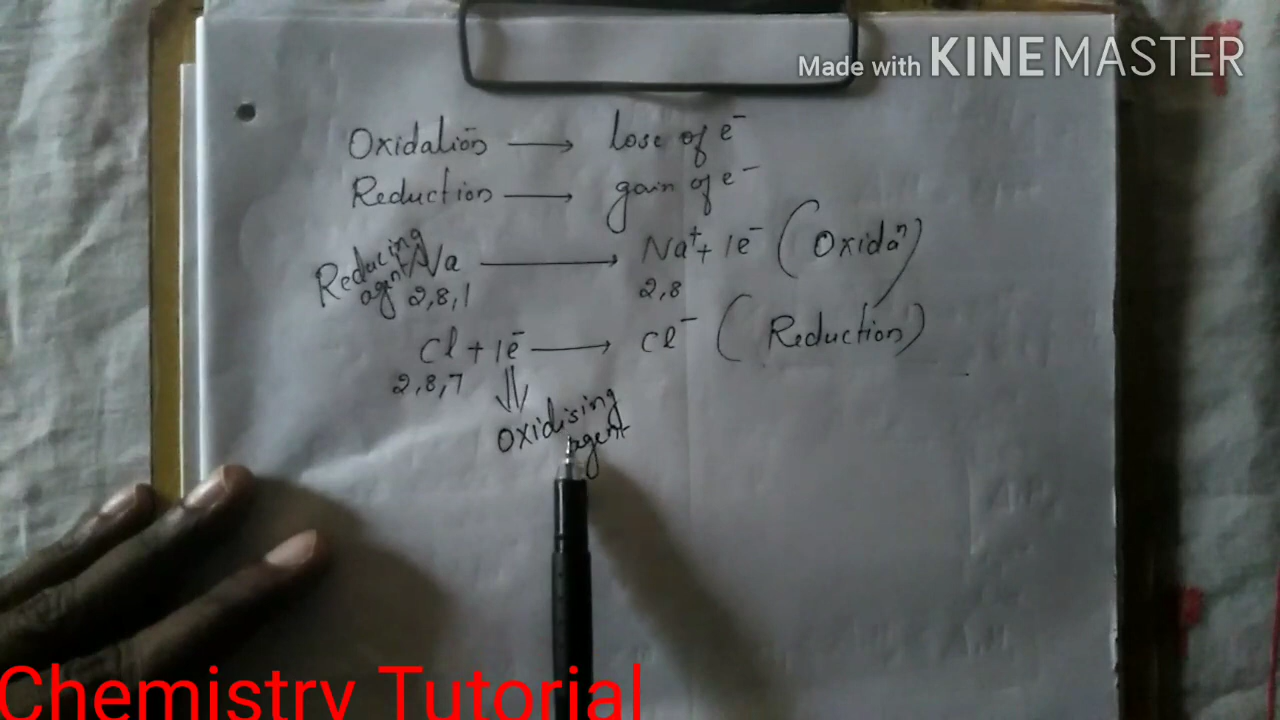 Made with KINEMASTER
Oxidation → lose of e⁻
Reduction → gain of e⁻
Reducing agent Na → Na⁺ + 1e⁻ (Oxidaⁿ)
2,8,1 2,8
Cl + 1e⁻ → Cl⁻ (Reduction)
2,8,7
⇓
Oxidising
agent
Chemistry Tutorial